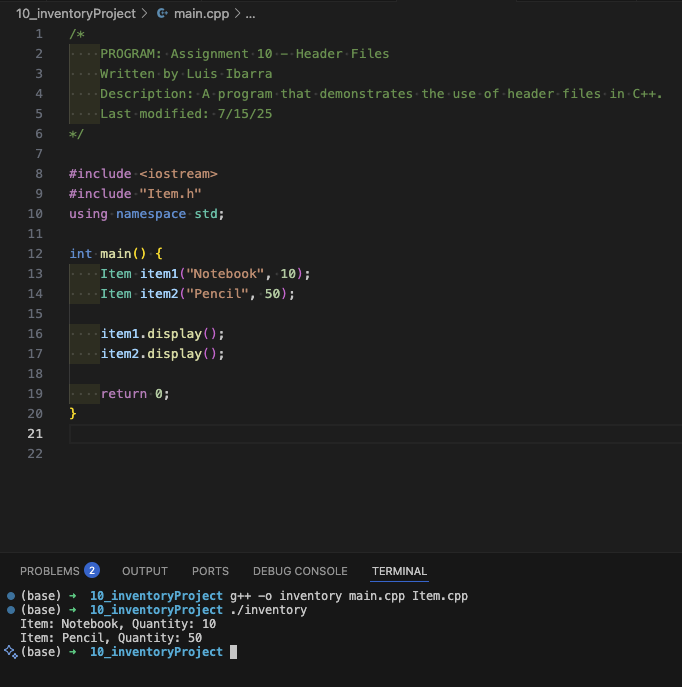 10_inventoryProject > main.cpp > ...
1 /*
2 PROGRAM: Assignment 10 - Header Files
3 Written by Luis Ibarra
4 Description: A program that demonstrates the use of header files in C++.
5 Last modified: 7/15/25
6 */
7
8 #include <iostream>
9 #include "Item.h"
10 using namespace std;
11
12 int main() {
13 Item item1("Notebook", 10);
14 Item item2("Pencil", 50);
15
16 item1.display();
17 item2.display();
18
19 return 0;
20 }
21
22
PROBLEMS 2 OUTPUT PORTS DEBUG CONSOLE TERMINAL
(base) → 10_inventoryProject g++ -o inventory main.cpp Item.cpp
(base) → 10_inventoryProject ./inventory
Item: Notebook, Quantity: 10
Item: Pencil, Quantity: 50
(base) → 10_inventoryProject